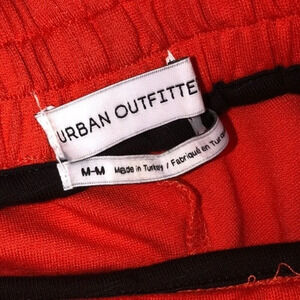 URBAN OUTFITTE
M-M Made in Turkey / Fabriqué en Tur